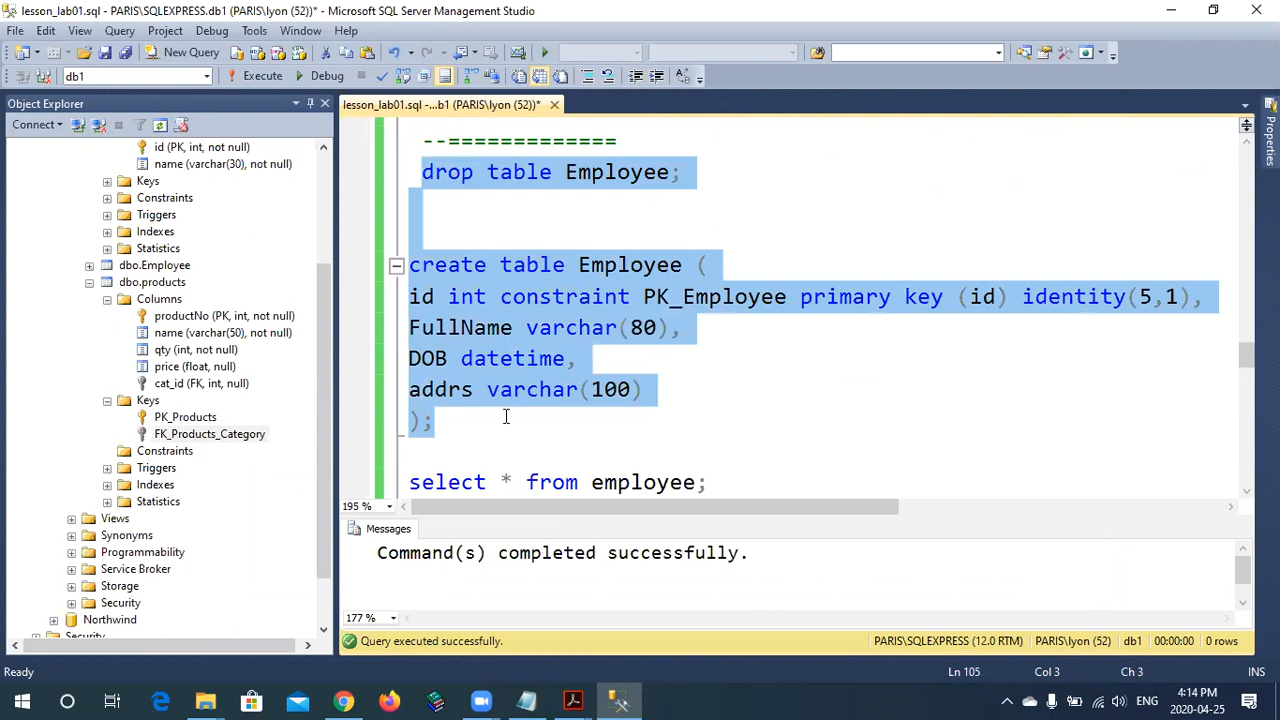 lesson_lab01.sql - PARIS\SQLEXPRESS.db1 (PARIS\lyon (52))* - Microsoft SQL Server Management Studio
File Edit View Query Project Debug Tools Window Help
New Query
db1 Execute Debug
Object Explorer
lesson_lab01.sql -...b1 (PARIS\lyon (52))*
Connect
id (PK, int, not null)
name (varchar(30), not null)
Keys
Constraints
Triggers
Indexes
Statistics
dbo.Employee
dbo.products
Columns
productNo (PK, int, not null)
name (varchar(50), not null)
qty (int, not null)
price (float, null)
cat_id (FK, int, null)
Keys
PK_Products
FK_Products_Category
Constraints
Triggers
Indexes
Statistics
Views
Synonyms
Programmability
Service Broker
Storage
Security
Northwind
Security
--=============
drop table Employee;
create table Employee (
id int constraint PK_Employee primary key (id) identity(5,1),
FullName varchar(80),
DOB datetime,
addrs varchar(100)
);
select * from employee;
195 %
Messages
Command(s) completed successfully.
177 %
Query executed successfully. PARIS\SQLEXPRESS (12.0 RTM) PARIS\lyon (52) db1 00:00:00 0 rows
Properties
Ready Ln 105 Col 3 Ch 3 INS
ENG
4:14 PM
2020-04-25